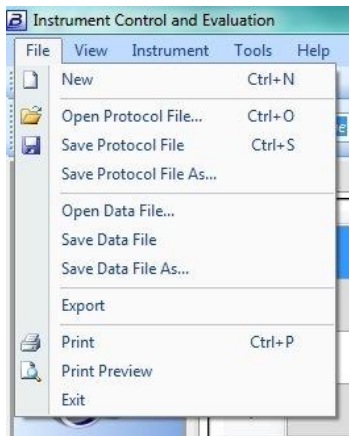 Instrument Control and Evaluation
File View Instrument Tools Help
New Ctrl+N
Open Protocol File... Ctrl+O
Save Protocol File Ctrl+S
Save Protocol File As...
Open Data File...
Save Data File
Save Data File As...
Export
Print Ctrl+P
Print Preview
Exit